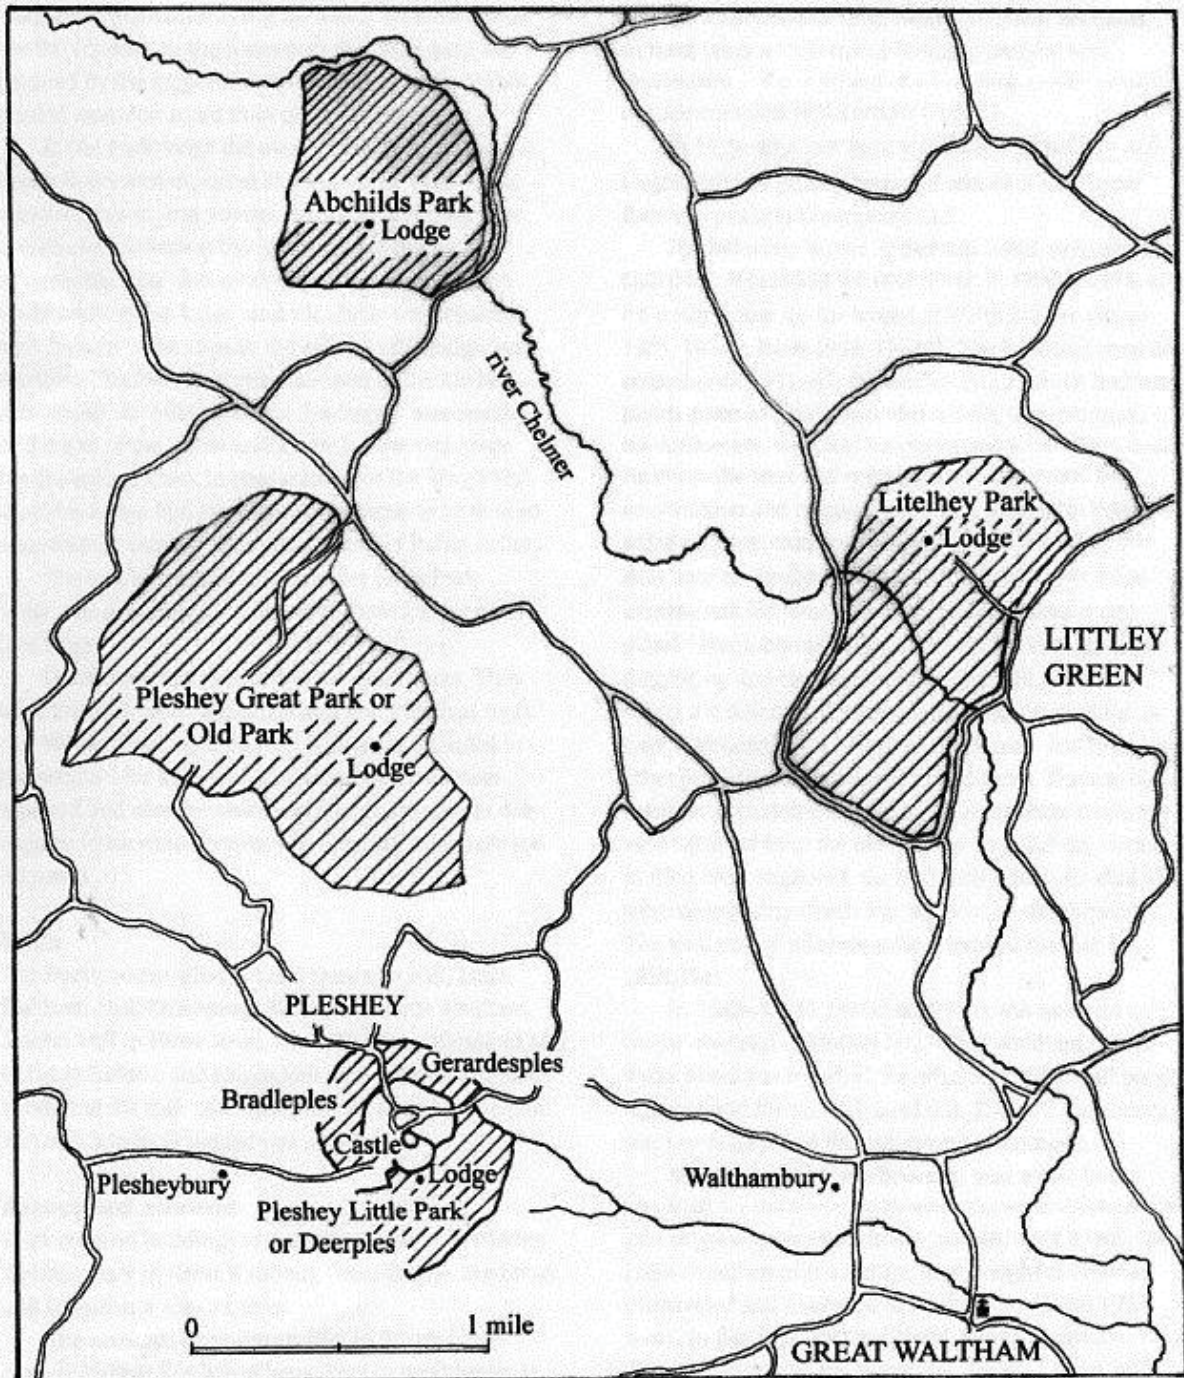 Abchilds Park
Lodge
river Chelmer
Litelhey Park
Lodge
LITTLEY
GREEN
Pleshey Great Park or
Old Park
Lodge
PLESHEY
Gerardesples
Bradleples
Castle
Plesheybury
Lodge
Walthambury
Pleshey Little Park
or Deerples
0
1 mile
GREAT WALTHAM